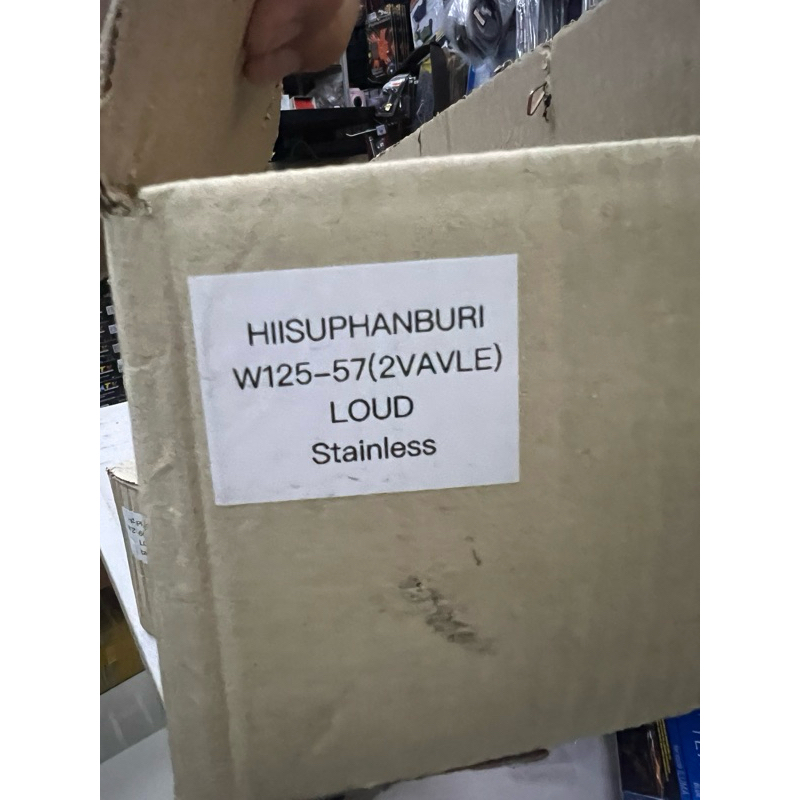 HIISUPHANBURI
W125-57(2VAVLE)
LOUD
Stainless